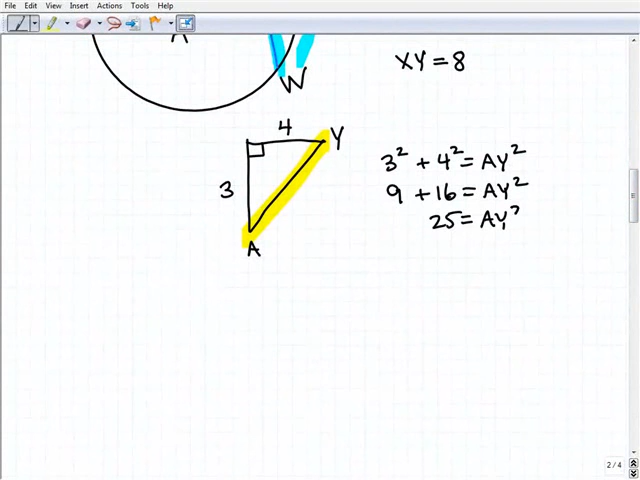 File Edit View Insert Actions Tools Help
A
W
XY = 8
4
Y
3
A
3² + 4² = AY²
9 + 16 = AY²
25 = AY²
2 / 4